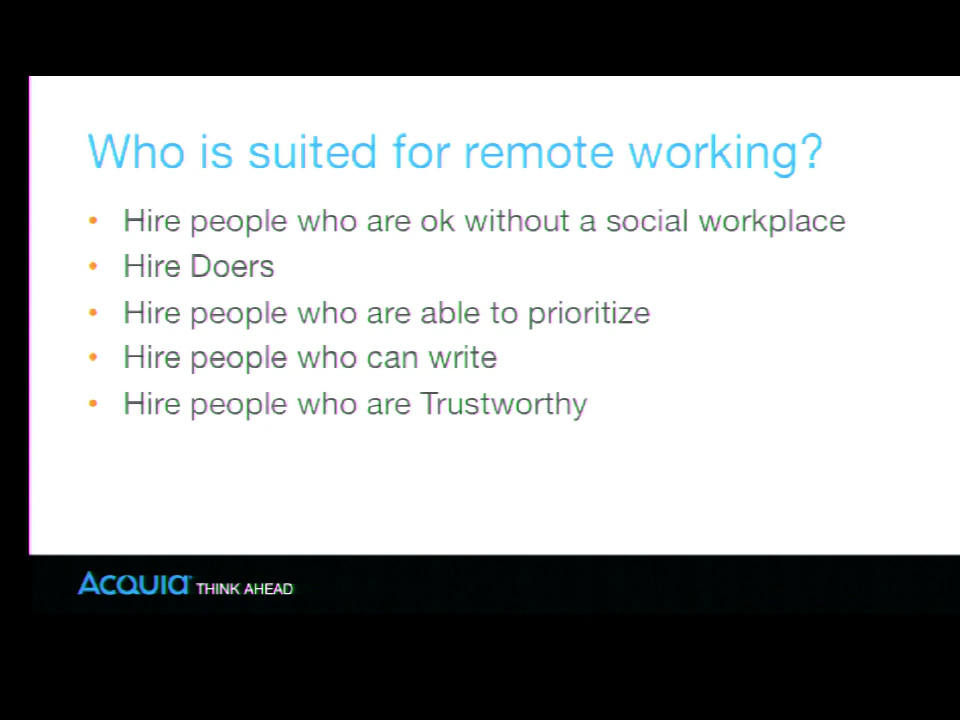 Who is suited for remote working?
• Hire people who are ok without a social workplace
• Hire Doers
• Hire people who are able to prioritize
• Hire people who can write
• Hire people who are Trustworthy
Acquia THINK AHEAD